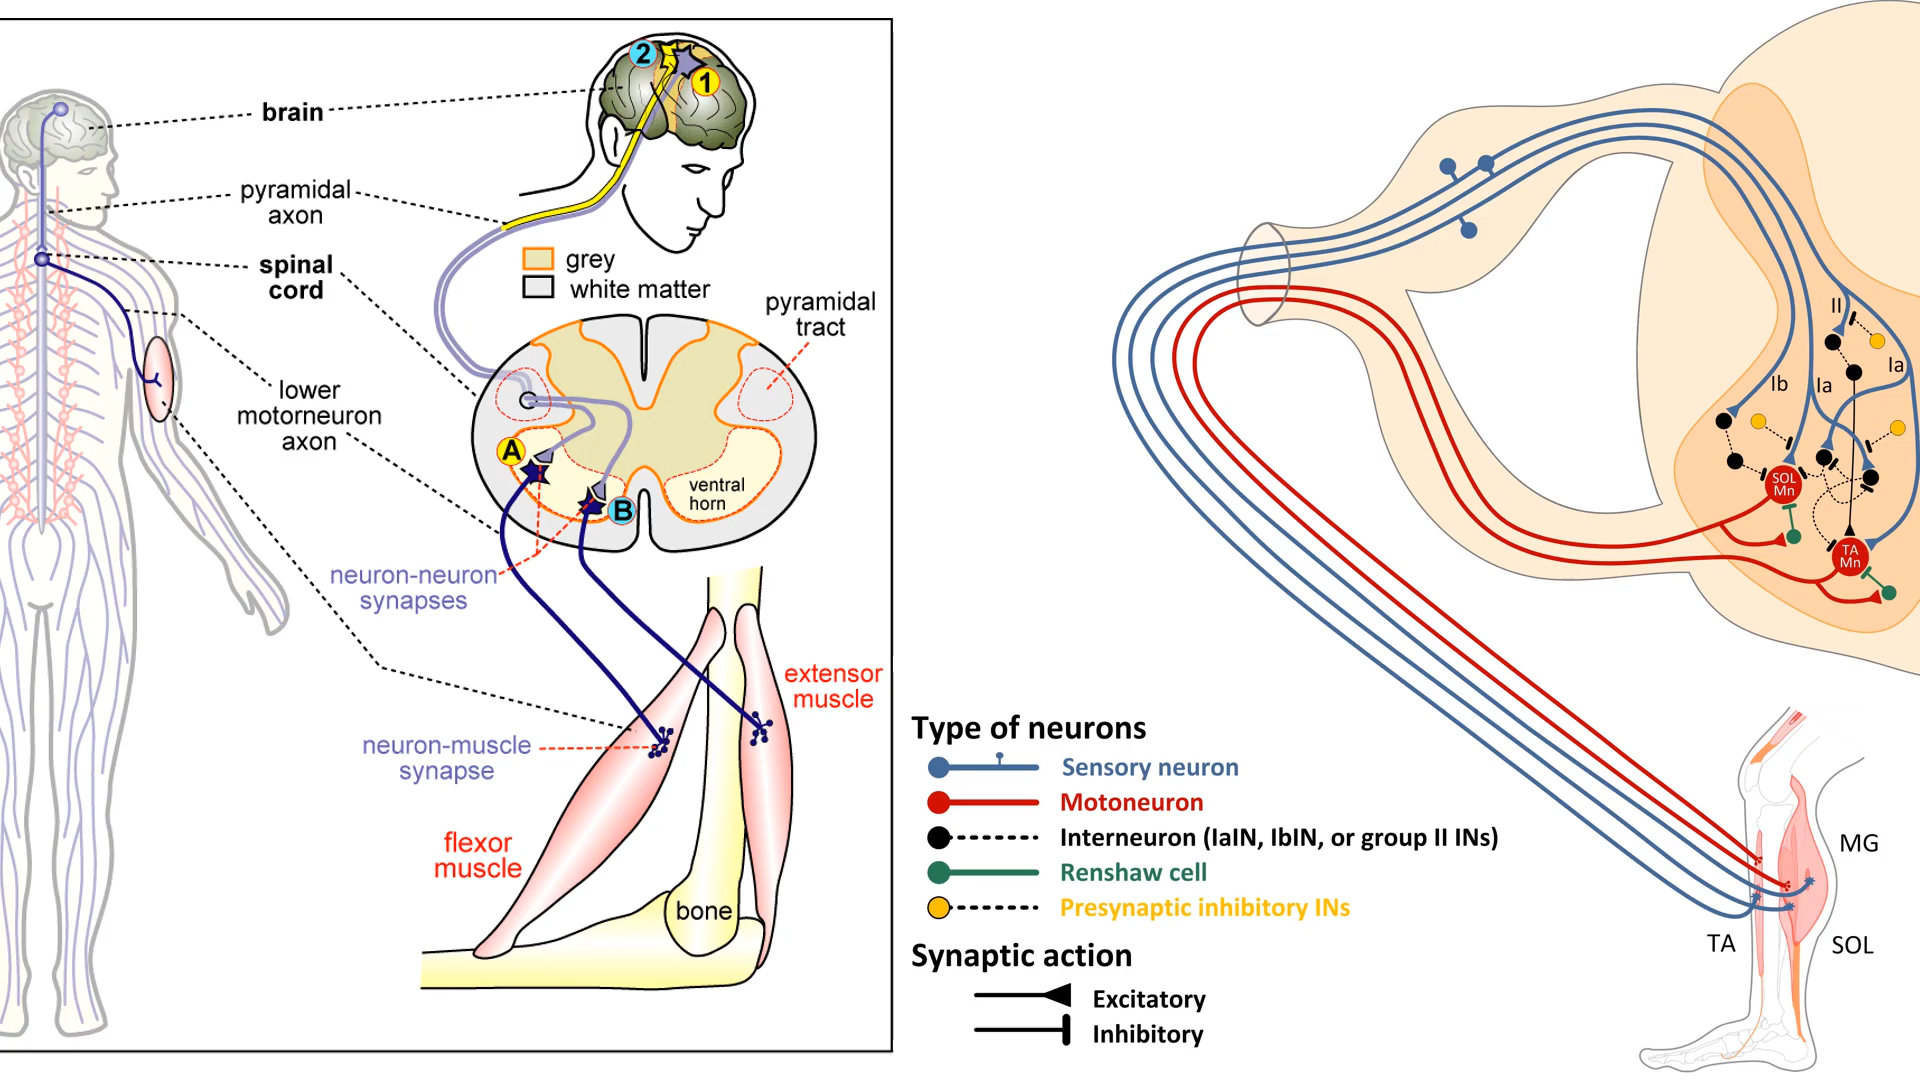 2
1
brain
pyramidal
axon
spinal
cord
grey
white matter
pyramidal
tract
lower
motorneuron
axon
A
B
ventral
horn
neuron-neuron
synapses
extensor
muscle
neuron-muscle
synapse
flexor
muscle
bone
II
Ia
Ib
Ia
SOL
Mn
TA
Mn
Type of neurons
Sensory neuron
Motoneuron
Interneuron (IaIN, IbIN, or group II INs)
Renshaw cell
Presynaptic inhibitory INs
Synaptic action
Excitatory
Inhibitory
MG
TA
SOL